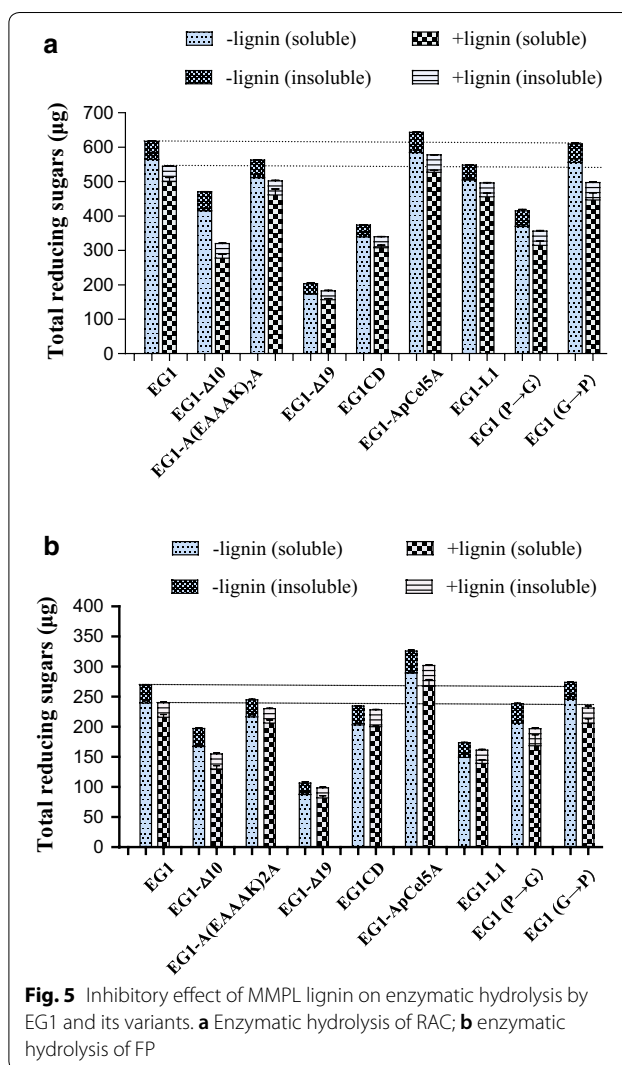 a
-lignin (soluble) +lignin (soluble)
-lignin (insoluble) +lignin (insoluble)
Total reducing sugars (µg)
700
600
500
400
300
200
100
0
EG1
EG1-Δ10
EG1-A(EAAAK)₂A
EG1-Δ19
EG1CD
EG1-ApCel5A
EG1-L1
EG1 (P→G)
EG1 (G→P)
b
-lignin (soluble) +lignin (soluble)
-lignin (insoluble) +lignin (insoluble)
Total reducing sugars (µg)
400
350
300
250
200
150
100
50
0
EG1
EG1-Δ10
EG1-A(EAAAK)2A
EG1-Δ19
EG1CD
EG1-ApCel5A
EG1-L1
EG1 (P→G)
EG1 (G→P)
Fig. 5 Inhibitory effect of MMPL lignin on enzymatic hydrolysis by
EG1 and its variants. a Enzymatic hydrolysis of RAC; b enzymatic
hydrolysis of FP